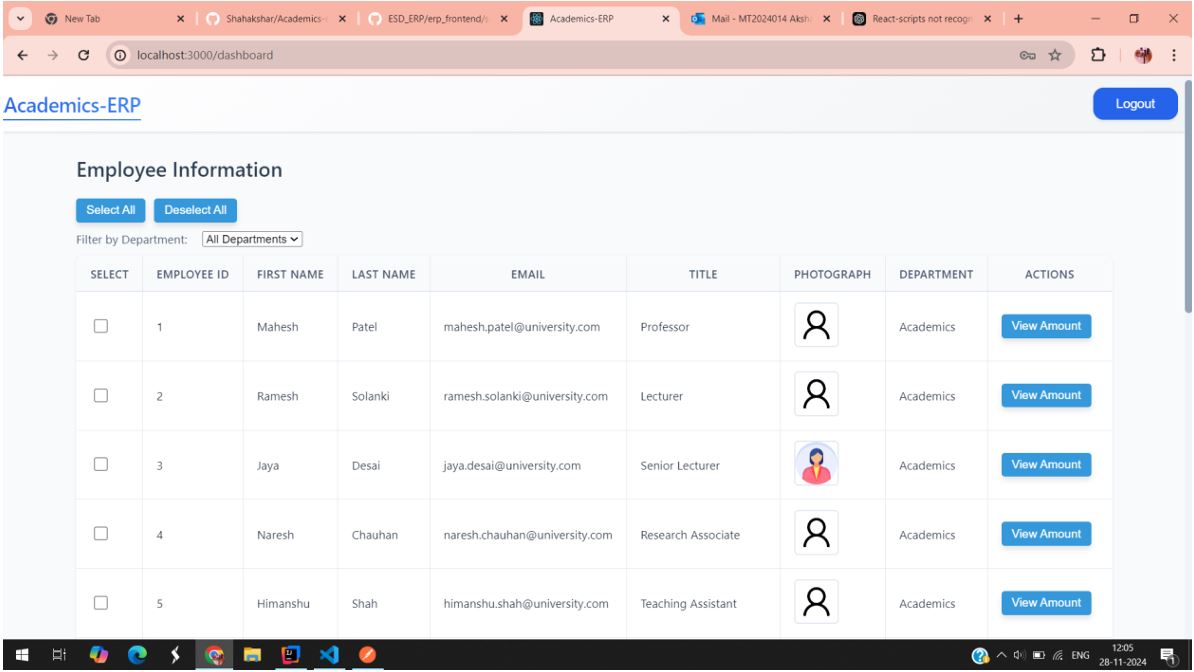 New Tab
Shahakshar/Academics-
ESD_ERP/erp_frontend/s
Academics-ERP
Mail - MT2024014 Aksh
React-scripts not recogn
localhost:3000/dashboard
Academics-ERP
Logout
Employee Information
Select All Deselect All
Filter by Department: All Departments
SELECT EMPLOYEE ID FIRST NAME LAST NAME EMAIL TITLE PHOTOGRAPH DEPARTMENT ACTIONS
1 Mahesh Patel mahesh.patel@university.com Professor Academics View Amount
2 Ramesh Solanki ramesh.solanki@university.com Lecturer Academics View Amount
3 Jaya Desai jaya.desai@university.com Senior Lecturer Academics View Amount
4 Naresh Chauhan naresh.chauhan@university.com Research Associate Academics View Amount
5 Himanshu Shah himanshu.shah@university.com Teaching Assistant Academics View Amount
ENG
12:05
28-11-2024
1